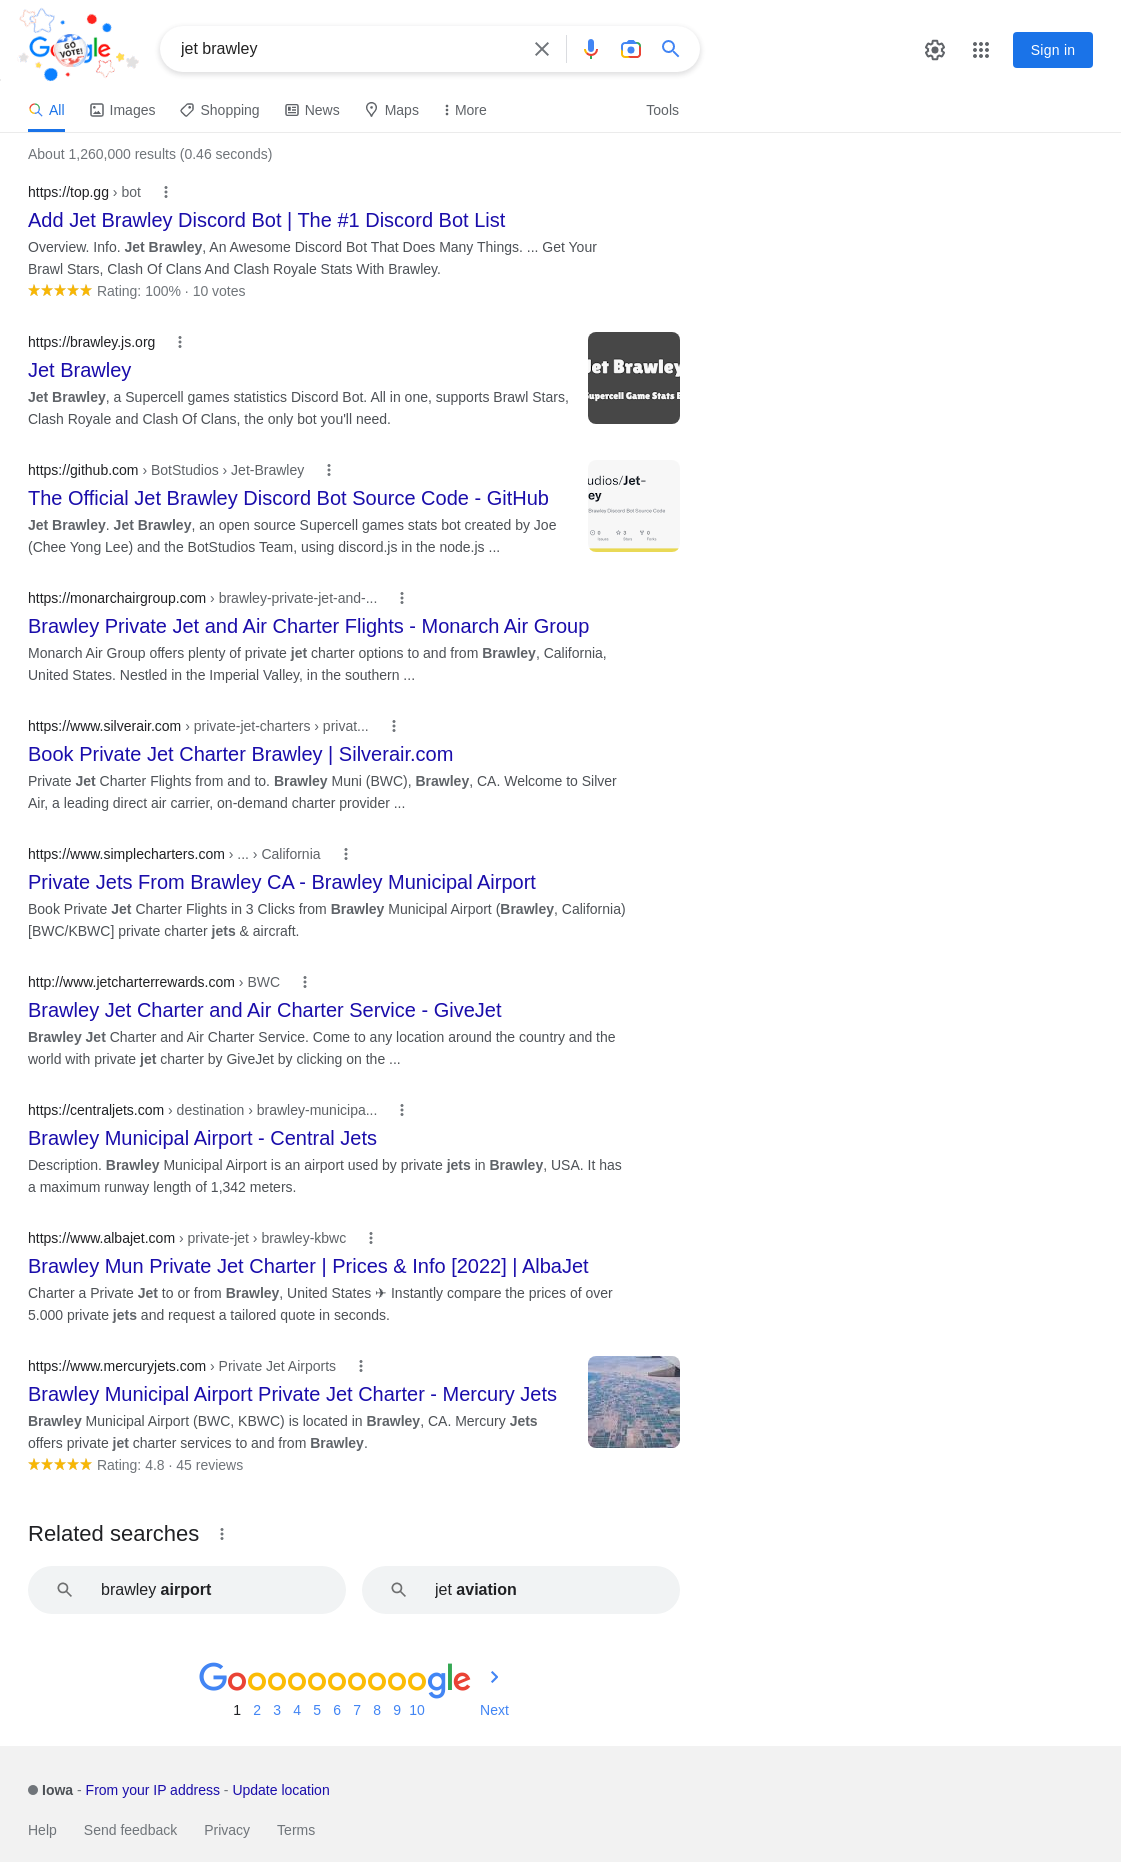 Google
GO
VOTE!
jet brawley
Sign in
All
Images
Shopping
News
Maps
More
Tools
About 1,260,000 results (0.46 seconds)
https://top.gg › bot
Add Jet Brawley Discord Bot | The #1 Discord Bot List
Overview. Info. Jet Brawley, An Awesome Discord Bot That Does Many Things. ... Get Your
Brawl Stars, Clash Of Clans And Clash Royale Stats With Brawley.
Rating: 100% · 10 votes
https://brawley.js.org
Jet Brawley
Jet Brawley, a Supercell games statistics Discord Bot. All in one, supports Brawl Stars,
Clash Royale and Clash Of Clans, the only bot you'll need.
Jet Brawley
Supercell Game Stats B
https://github.com › BotStudios › Jet-Brawley
The Official Jet Brawley Discord Bot Source Code - GitHub
Jet Brawley. Jet Brawley, an open source Supercell games stats bot created by Joe
(Chee Yong Lee) and the BotStudios Team, using discord.js in the node.js ...
udios/Jet-
ey
Brawley Discord Bot Source Code
https://monarchairgroup.com › brawley-private-jet-and-...
Brawley Private Jet and Air Charter Flights - Monarch Air Group
Monarch Air Group offers plenty of private jet charter options to and from Brawley, California,
United States. Nestled in the Imperial Valley, in the southern ...
https://www.silverair.com › private-jet-charters › privat...
Book Private Jet Charter Brawley | Silverair.com
Private Jet Charter Flights from and to. Brawley Muni (BWC), Brawley, CA. Welcome to Silver
Air, a leading direct air carrier, on-demand charter provider ...
https://www.simplecharters.com › ... › California
Private Jets From Brawley CA - Brawley Municipal Airport
Book Private Jet Charter Flights in 3 Clicks from Brawley Municipal Airport (Brawley, California)
[BWC/KBWC] private charter jets & aircraft.
http://www.jetcharterrewards.com › BWC
Brawley Jet Charter and Air Charter Service - GiveJet
Brawley Jet Charter and Air Charter Service. Come to any location around the country and the
world with private jet charter by GiveJet by clicking on the ...
https://centraljets.com › destination › brawley-municipa...
Brawley Municipal Airport - Central Jets
Description. Brawley Municipal Airport is an airport used by private jets in Brawley, USA. It has
a maximum runway length of 1,342 meters.
https://www.albajet.com › private-jet › brawley-kbwc
Brawley Mun Private Jet Charter | Prices & Info [2022] | AlbaJet
Charter a Private Jet to or from Brawley, United States ✈ Instantly compare the prices of over
5.000 private jets and request a tailored quote in seconds.
https://www.mercuryjets.com › Private Jet Airports
Brawley Municipal Airport Private Jet Charter - Mercury Jets
Brawley Municipal Airport (BWC, KBWC) is located in Brawley, CA. Mercury Jets
offers private jet charter services to and from Brawley.
Rating: 4.8 · 45 reviews
Related searches
brawley airport
jet aviation
Goooooooooogle
1 2 3 4 5 6 7 8 9 10 Next
Iowa - From your IP address - Update location
Help Send feedback Privacy Terms